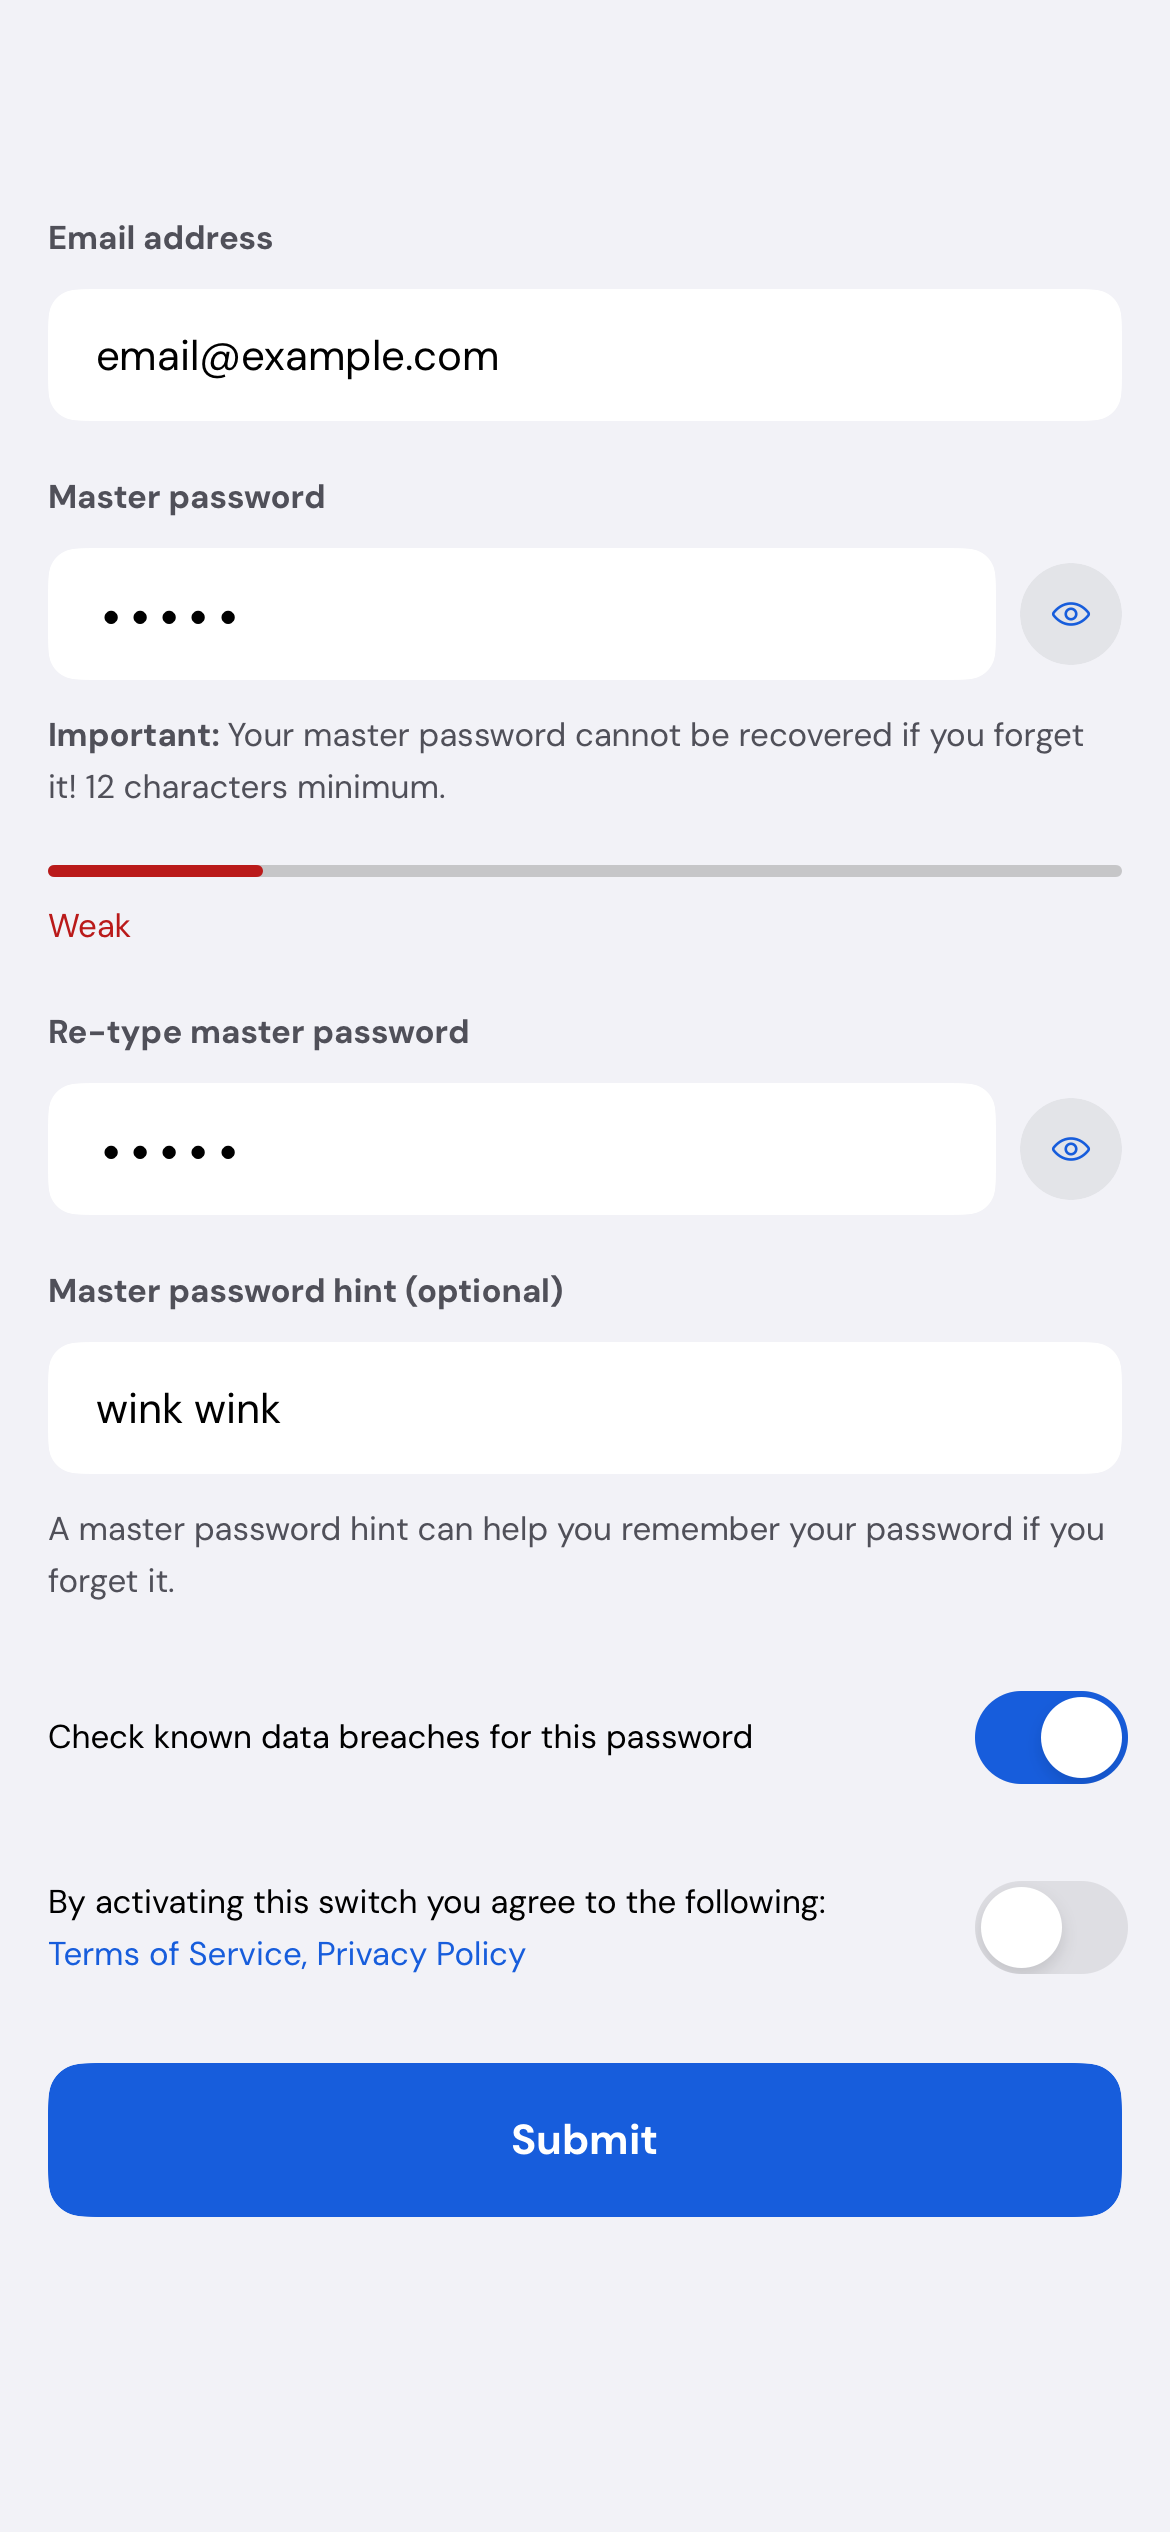 Email address
email@example.com
Master password
•••••
Important: Your master password cannot be recovered if you forget
it! 12 characters minimum.
Weak
Re-type master password
•••••
Master password hint (optional)
wink wink
A master password hint can help you remember your password if you
forget it.
Check known data breaches for this password
By activating this switch you agree to the following:
Terms of Service, Privacy Policy
Submit